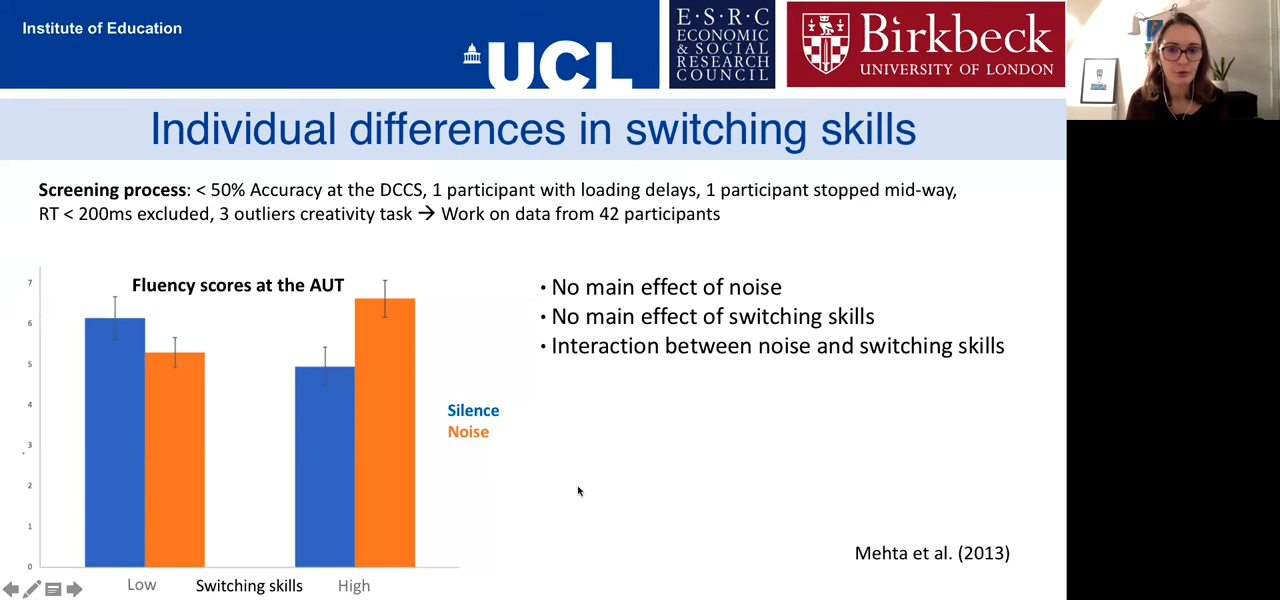 Institute of Education
UCL
E·S·R·C
ECONOMIC
& SOCIAL
RESEARCH
COUNCIL
Birkbeck
UNIVERSITY OF LONDON
Individual differences in switching skills
Screening process: < 50% Accuracy at the DCCS, 1 participant with loading delays, 1 participant stopped mid-way,
RT < 200ms excluded, 3 outliers creativity task → Work on data from 42 participants
Fluency scores at the AUT
7
6
5
4
3
2
1
0
Silence
Noise
Low
Switching skills
High
• No main effect of noise
• No main effect of switching skills
• Interaction between noise and switching skills
Mehta et al. (2013)